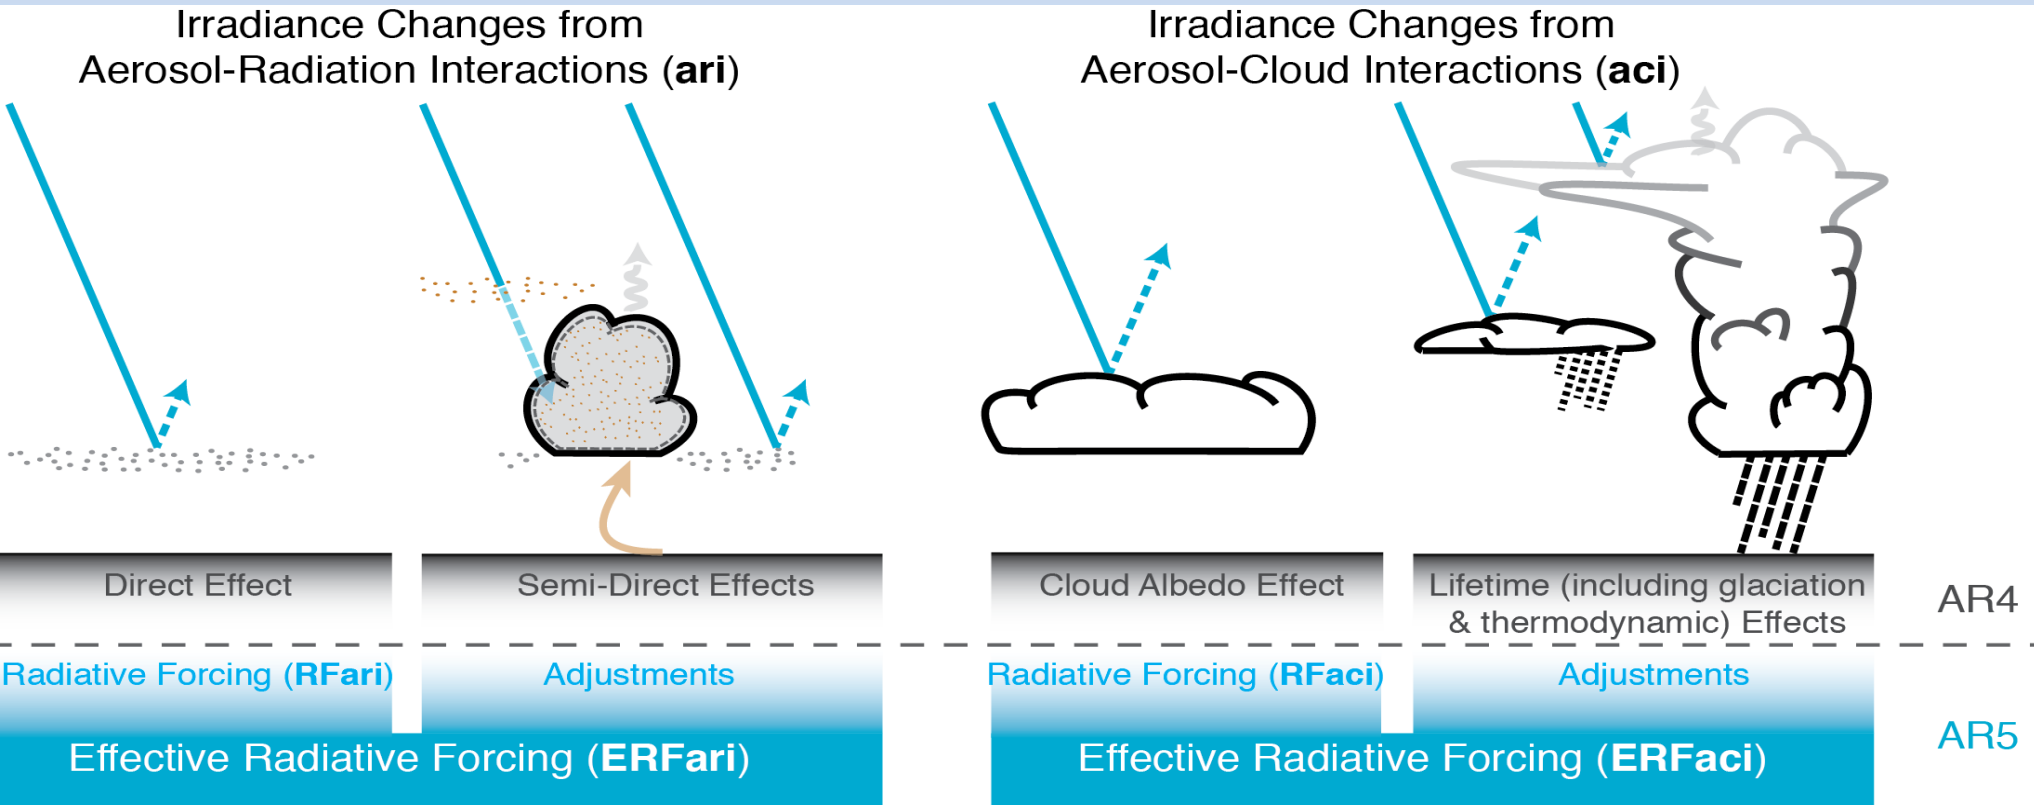 Irradiance Changes from
Aerosol-Radiation Interactions (ari)
Irradiance Changes from
Aerosol-Cloud Interactions (aci)
Direct Effect
Semi-Direct Effects
Cloud Albedo Effect
Lifetime (including glaciation
& thermodynamic) Effects
AR4
Radiative Forcing (RFari)
Adjustments
Radiative Forcing (RFaci)
Adjustments
AR5
Effective Radiative Forcing (ERFari)
Effective Radiative Forcing (ERFaci)